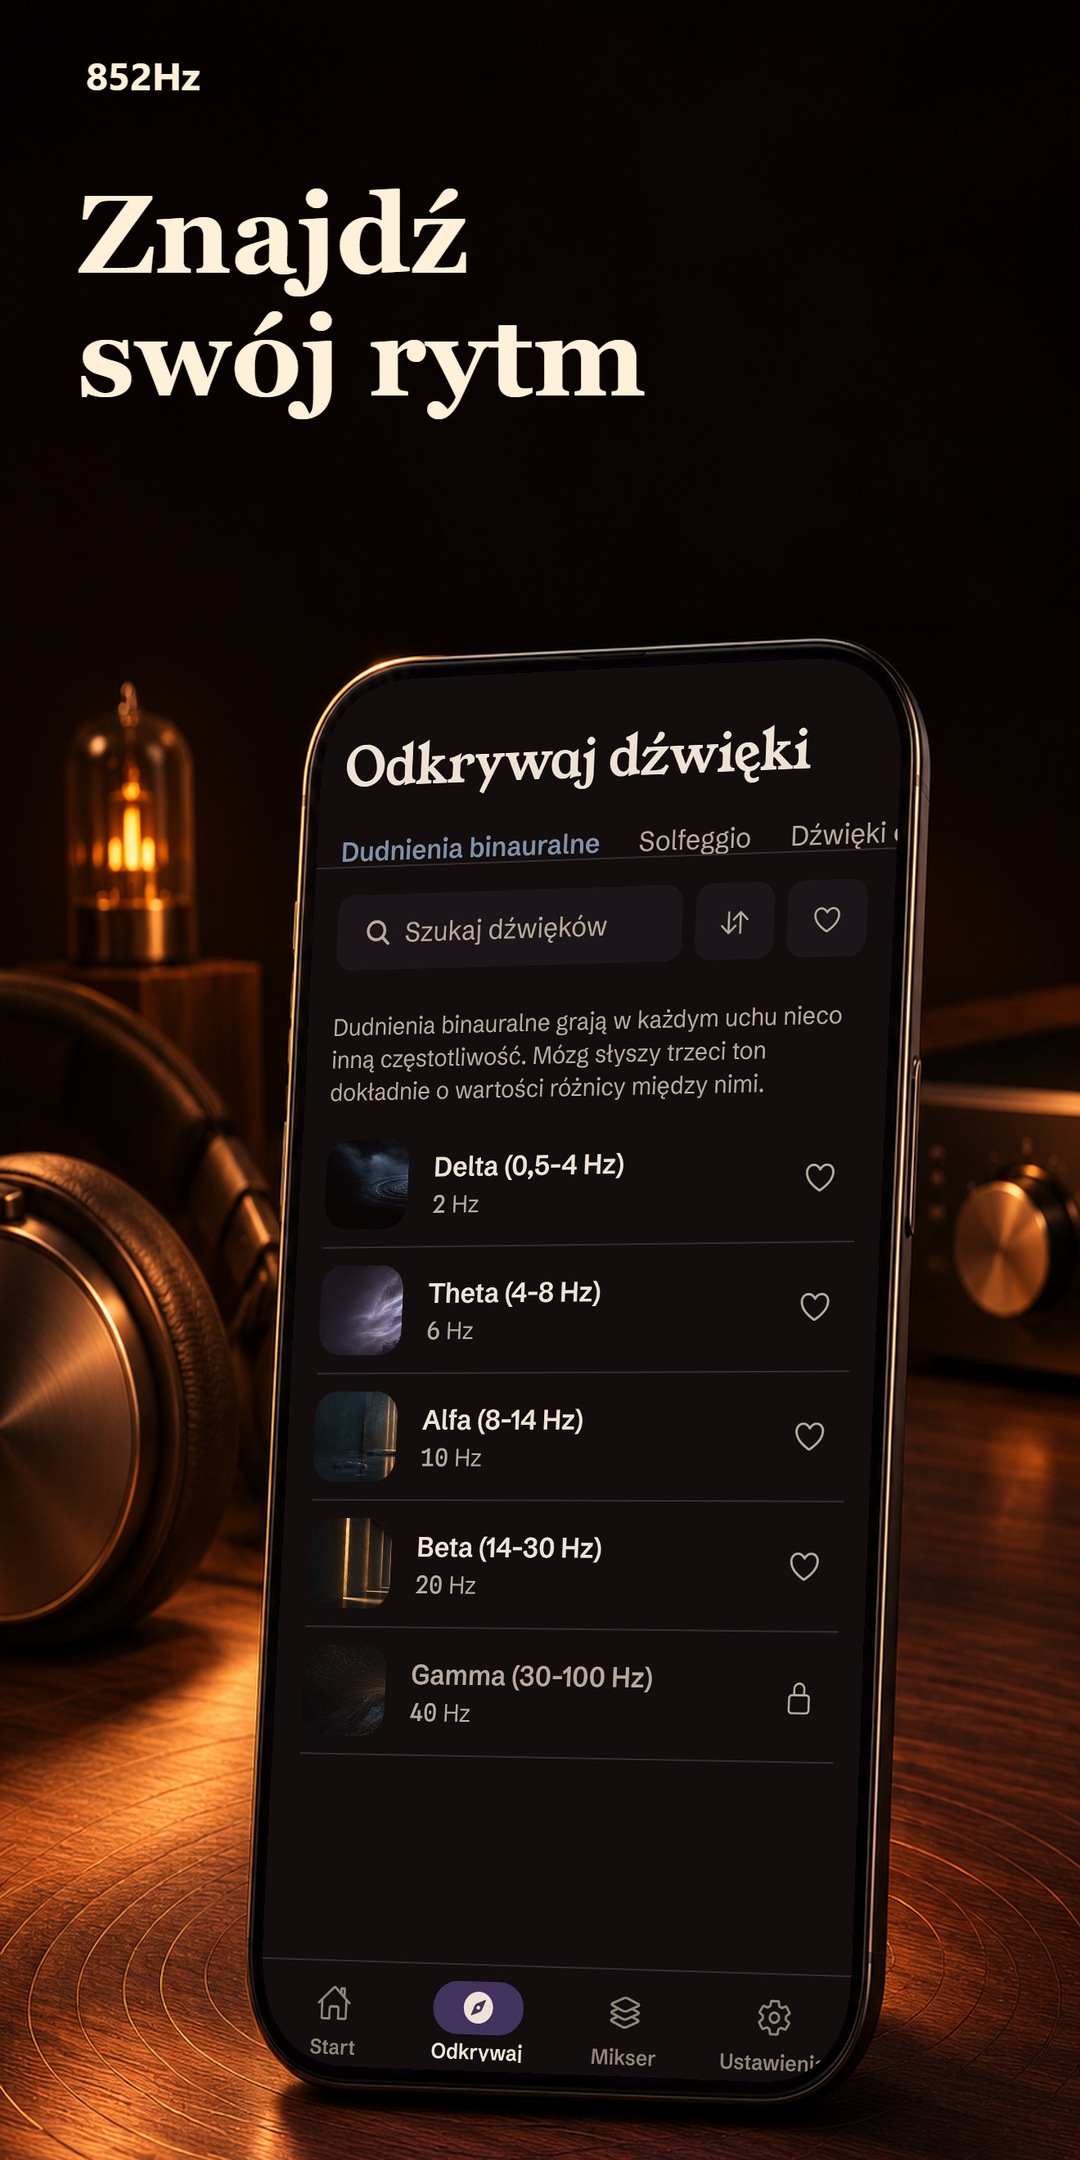 852Hz
Znajdź
swój rytm
Odkrywaj dźwięki
Dudnienia binauralne
Solfeggio
Dźwięki
Szukaj dźwięków
Dudnienia binauralne grają w każdym uchu nieco
inną częstotliwość. Mózg słyszy trzeci ton
dokładnie o wartości różnicy między nimi.
Delta (0,5-4 Hz)
2 Hz
Theta (4-8 Hz)
6 Hz
Alfa (8-14 Hz)
10 Hz
Beta (14-30 Hz)
20 Hz
Gamma (30-100 Hz)
40 Hz
Start
Odkrywaj
Mikser
Ustawienia